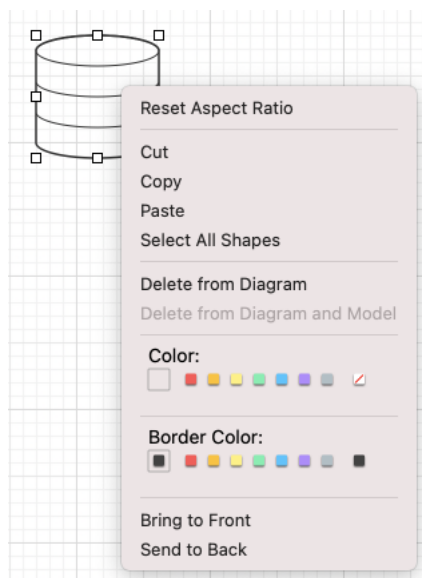 Reset Aspect Ratio
Cut
Copy
Paste
Select All Shapes
Delete from Diagram
Delete from Diagram and Model
Color:
Border Color:
Bring to Front
Send to Back